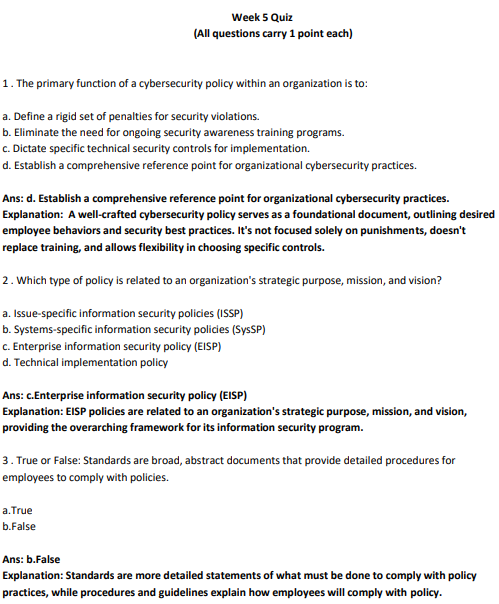 Week 5 Quiz
(All questions carry 1 point each)
1. The primary function of a cybersecurity policy within an organization is to:
a. Define a rigid set of penalties for security violations.
b. Eliminate the need for ongoing security awareness training programs.
c. Dictate specific technical security controls for implementation.
d. Establish a comprehensive reference point for organizational cybersecurity practices.
Ans: d. Establish a comprehensive reference point for organizational cybersecurity practices.
Explanation: A well-crafted cybersecurity policy serves as a foundational document, outlining desired
employee behaviors and security best practices. It's not focused solely on punishments, doesn't
replace training, and allows flexibility in choosing specific controls.
2. Which type of policy is related to an organization's strategic purpose, mission, and vision?
a. Issue-specific information security policies (ISSP)
b. Systems-specific information security policies (SysSP)
c. Enterprise information security policy (EISP)
d. Technical implementation policy
Ans: c.Enterprise information security policy (EISP)
Explanation: EISP policies are related to an organization's strategic purpose, mission, and vision,
providing the overarching framework for its information security program.
3. True or False: Standards are broad, abstract documents that provide detailed procedures for
employees to comply with policies.
a.True
b.False
Ans: b.False
Explanation: Standards are more detailed statements of what must be done to comply with policy
practices, while procedures and guidelines explain how employees will comply with policy.